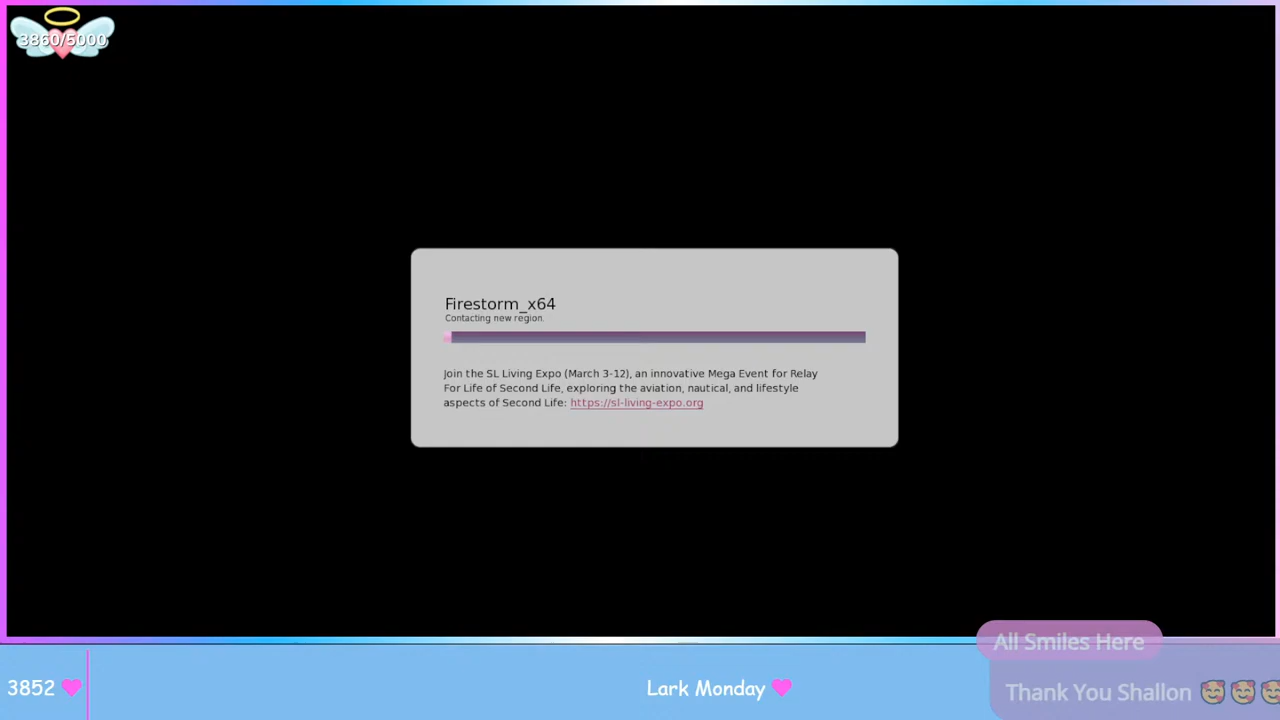 3860/5000
Firestorm_x64
Contacting new region.
Join the SL Living Expo (March 3-12), an innovative Mega Event for Relay
For Life of Second Life, exploring the aviation, nautical, and lifestyle
aspects of Second Life: https://sl-living-expo.org
All Smiles Here
3852
Lark Monday
Thank You Shallon